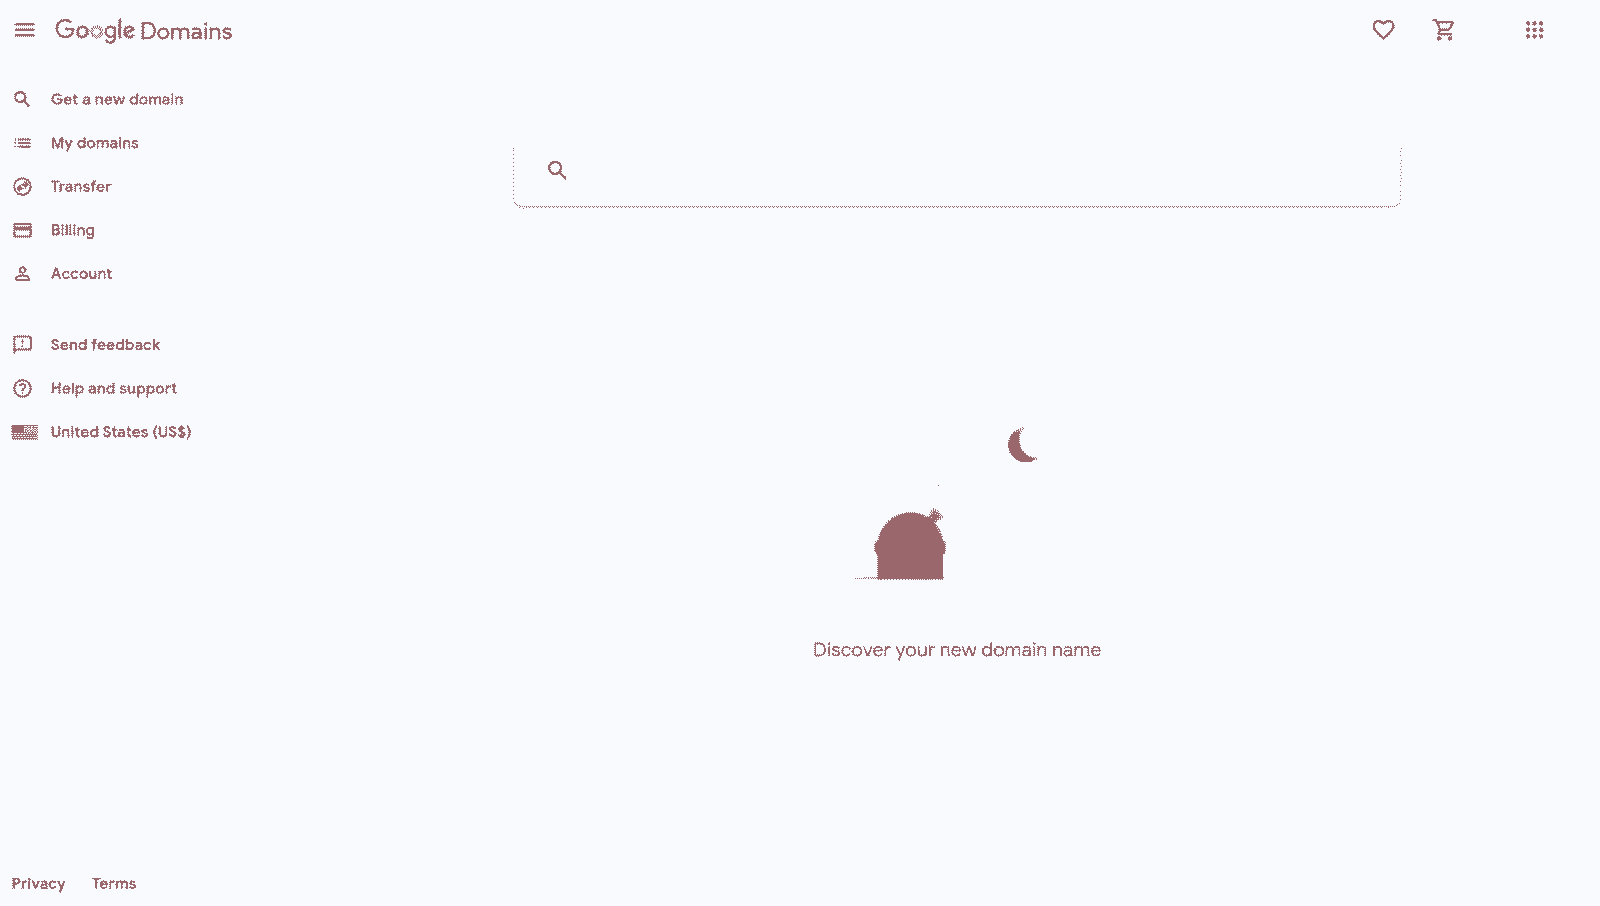 Google Domains
Get a new domain
My domains
Transfer
Billing
Account
Send feedback
Help and support
United States (US$)
Discover your new domain name
Privacy Terms